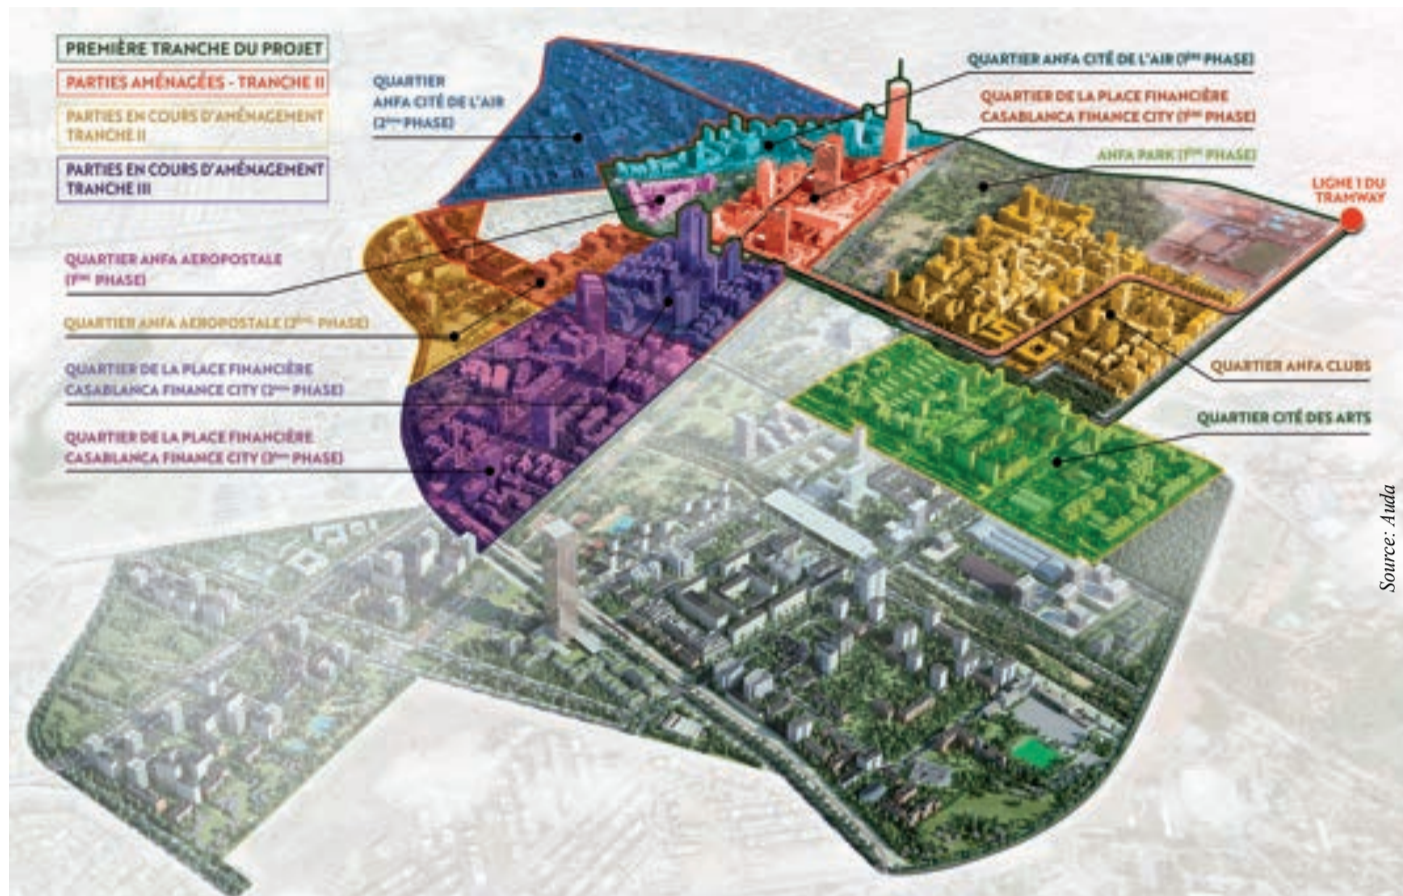 PREMIÈRE TRANCHE DU PROJET
PARTIES AMÉNAGÉES - TRANCHE II
PARTIES EN COURS D'AMÉNAGEMENT
TRANCHE II
PARTIES EN COURS D'AMÉNAGEMENT
TRANCHE III
QUARTIER
ANFA CITÉ DE L'AIR
(2ème PHASE)
QUARTIER ANFA CITÉ DE L'AIR (1ère PHASE)
QUARTIER DE LA PLACE FINANCIÈRE
CASABLANCA FINANCE CITY (1ère PHASE)
ANFA PARK (1ère PHASE)
LIGNE 1 DU
TRAMWAY
QUARTIER ANFA AEROPOSTALE
(1ère PHASE)
QUARTIER ANFA AEROPOSTALE (2ème PHASE)
QUARTIER DE LA PLACE FINANCIÈRE
CASABLANCA FINANCE CITY (2ème PHASE)
QUARTIER DE LA PLACE FINANCIÈRE
CASABLANCA FINANCE CITY (3ème PHASE)
QUARTIER ANFA CLUBS
QUARTIER CITÉ DES ARTS
Source: Auda